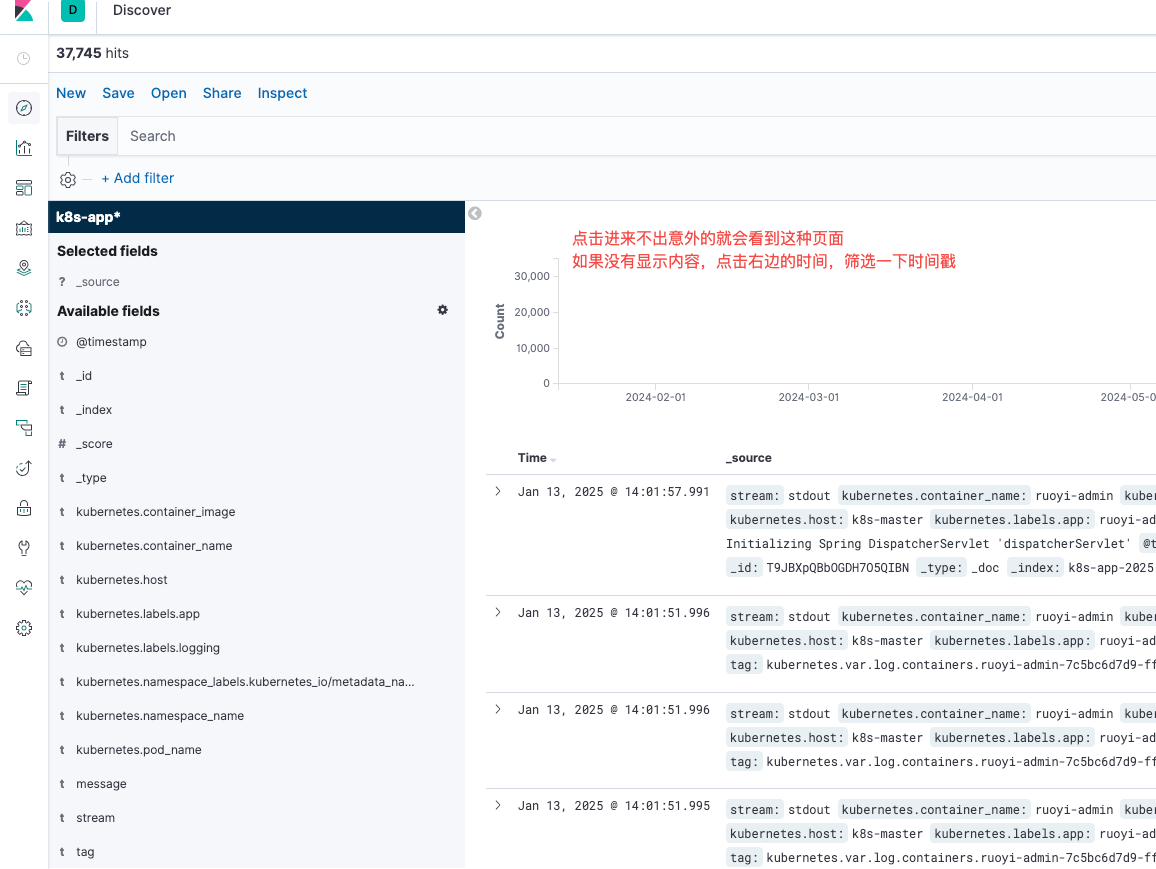 D
Discover
37,745 hits
New Save Open Share Inspect
Filters Search
+ Add filter
k8s-app*
Selected fields
? _source
Available fields
@timestamp
t _id
t _index
# _score
t _type
t kubernetes.container_image
t kubernetes.container_name
t kubernetes.host
t kubernetes.labels.app
t kubernetes.labels.logging
t kubernetes.namespace_labels.kubernetes_io/metadata_na...
t kubernetes.namespace_name
t kubernetes.pod_name
t message
t stream
t tag
点击进来不出意外的就会看到这种页面
如果没有显示内容，点击右边的时间，筛选一下时间戳
Count
30,000
20,000
10,000
0
2024-02-01 2024-03-01 2024-04-01 2024-05-0
Time _source
Jan 13, 2025 @ 14:01:57.991 stream: stdout kubernetes.container_name: ruoyi-admin kuber
kubernetes.host: k8s-master kubernetes.labels.app: ruoyi-ad
Initializing Spring DispatcherServlet 'dispatcherServlet' @t
_id: T9JBXpQBbOGDH7O5QIBN _type: _doc _index: k8s-app-2025
Jan 13, 2025 @ 14:01:51.996 stream: stdout kubernetes.container_name: ruoyi-admin kuber
kubernetes.host: k8s-master kubernetes.labels.app: ruoyi-ad
tag: kubernetes.var.log.containers.ruoyi-admin-7c5bc6d7d9-ff
Jan 13, 2025 @ 14:01:51.996 stream: stdout kubernetes.container_name: ruoyi-admin kuber
kubernetes.host: k8s-master kubernetes.labels.app: ruoyi-ad
tag: kubernetes.var.log.containers.ruoyi-admin-7c5bc6d7d9-ff
Jan 13, 2025 @ 14:01:51.995 stream: stdout kubernetes.container_name: ruoyi-admin kuber
kubernetes.host: k8s-master kubernetes.labels.app: ruoyi-ad
tag: kubernetes.var.log.containers.ruoyi-admin-7c5bc6d7d9-ff